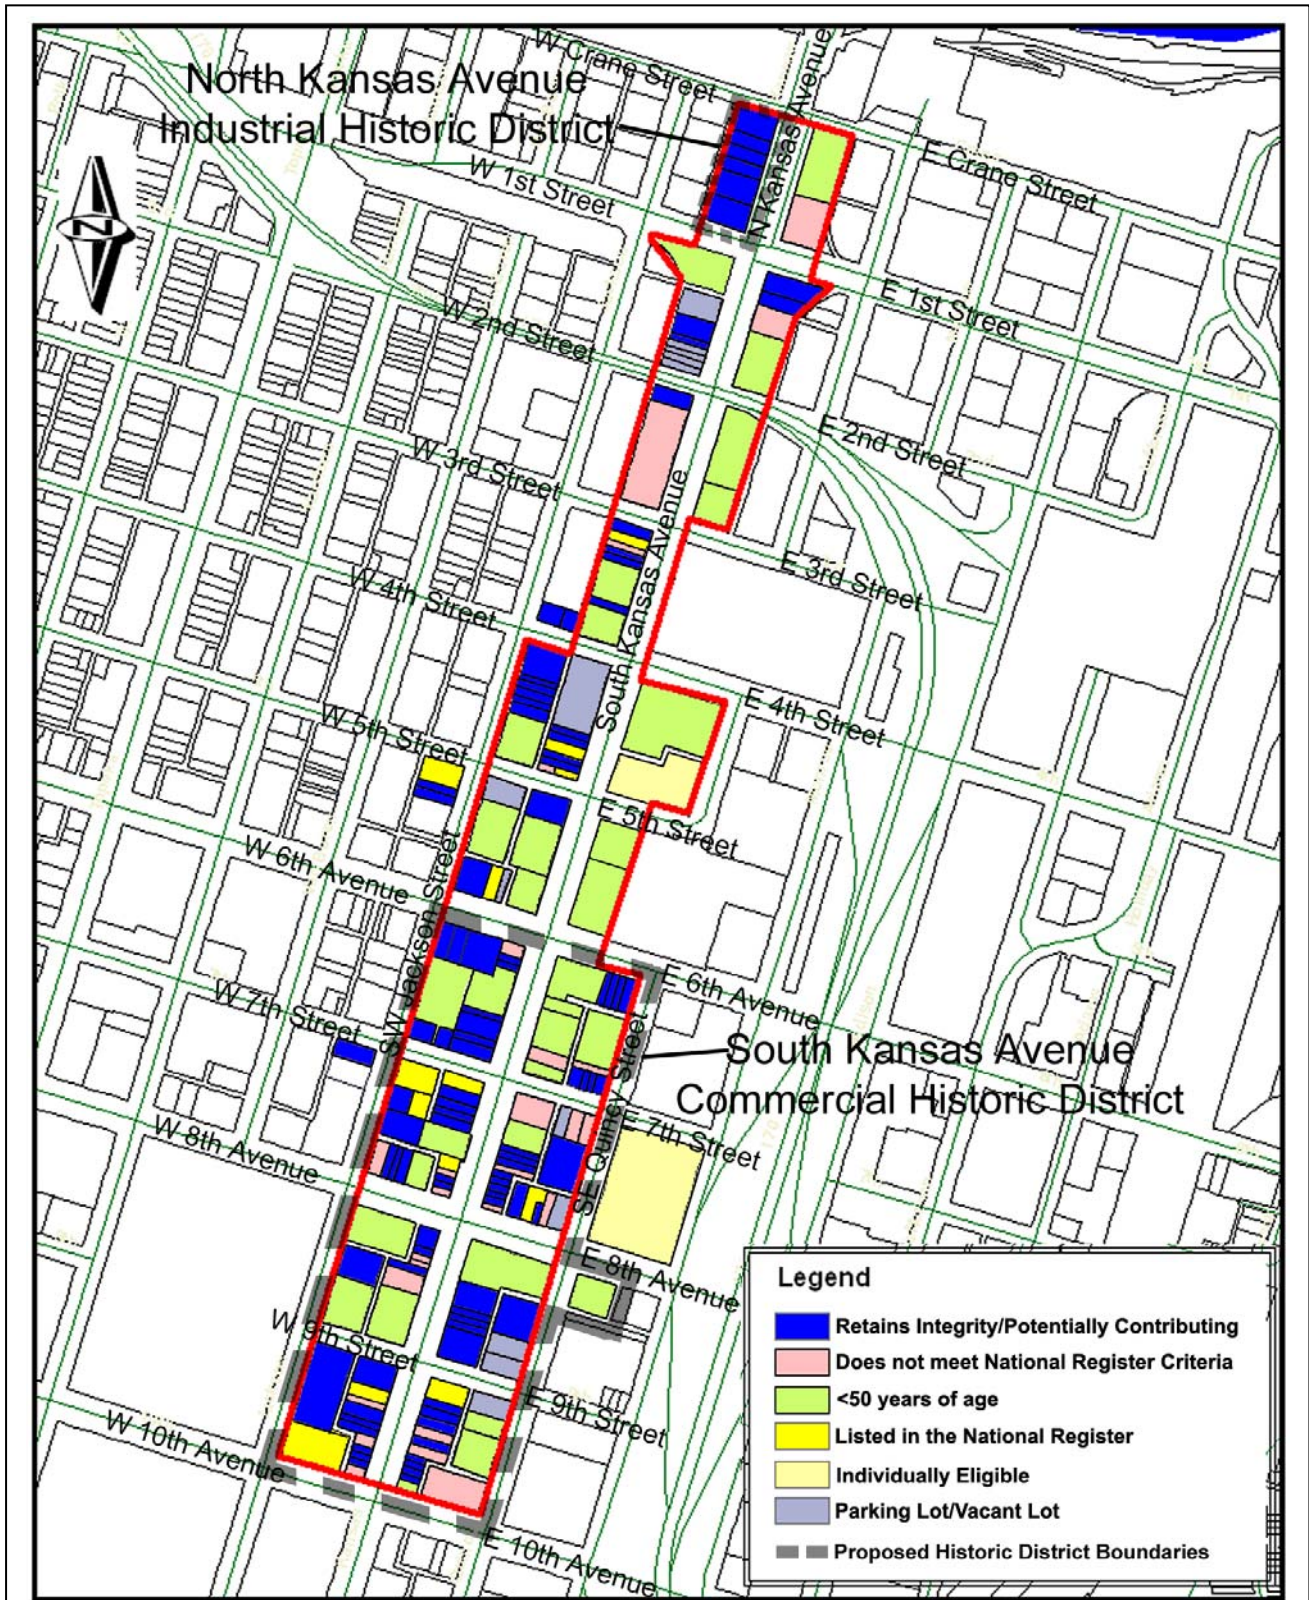 W Crane Street
North Kansas Avenue
Industrial Historic District
N Kansas Avenue
E Crane Street
W 1st Street
N
E 1st Street
W 2nd Street
E 2nd Street
W 3rd Street
South Kansas Avenue
E 3rd Street
W 4th Street
South Kansas Avenue
E 4th Street
W 5th Street
E 5th Street
W 6th Avenue
SW Jackson Street
E 6th Avenue
W 7th Street
South Kansas Avenue
Commercial Historic District
SE Quincy Street
E 7th Street
W 8th Avenue
E 8th Avenue
W 9th Street
E 9th Street
W 10th Avenue
E 10th Avenue
Legend
Retains Integrity/Potentially Contributing
Does not meet National Register Criteria
<50 years of age
Listed in the National Register
Individually Eligible
Parking Lot/Vacant Lot
Proposed Historic District Boundaries